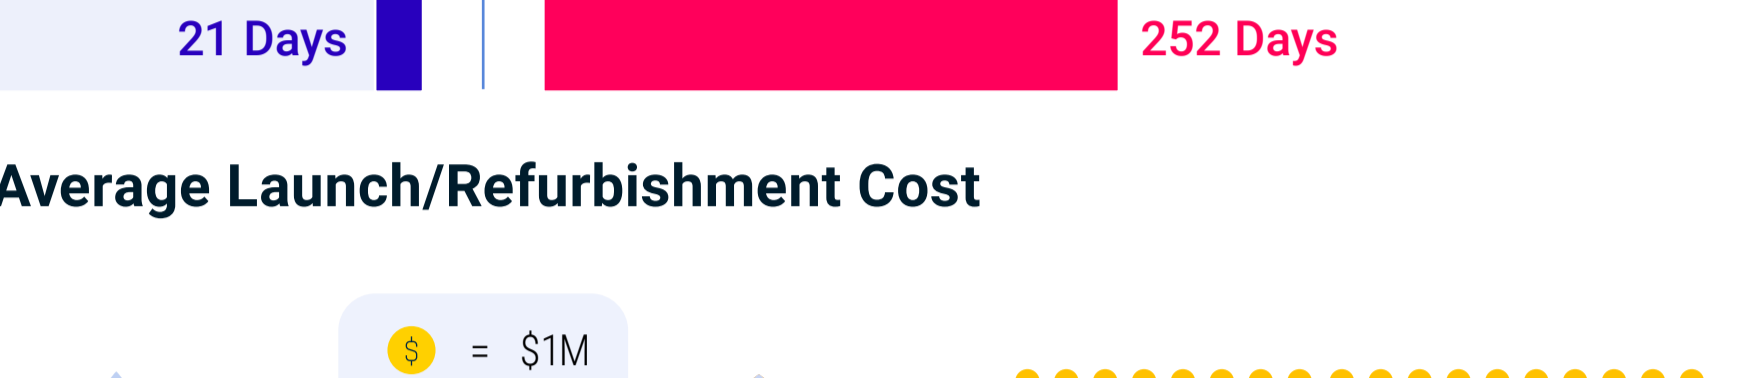 21 Days
252 Days
Average Launch/Refurbishment Cost
$ = $1M